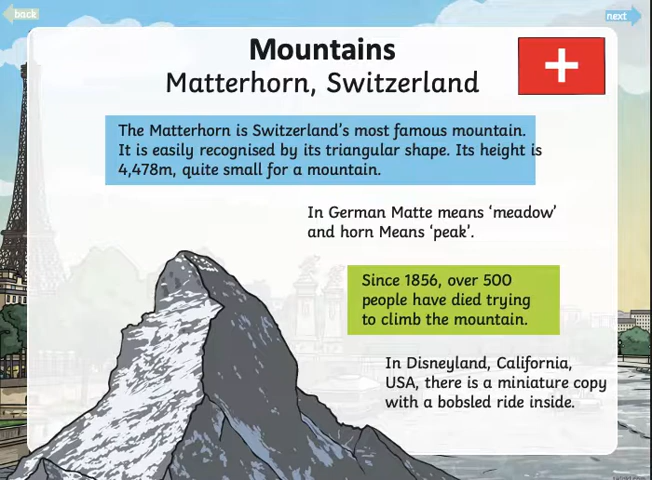 back
next
Mountains
Matterhorn, Switzerland
The Matterhorn is Switzerland's most famous mountain.
It is easily recognised by its triangular shape. Its height is
4,478m, quite small for a mountain.
In German Matte means 'meadow'
and horn Means 'peak'.
Since 1856, over 500
people have died trying
to climb the mountain.
In Disneyland, California,
USA, there is a miniature copy
with a bobsled ride inside.